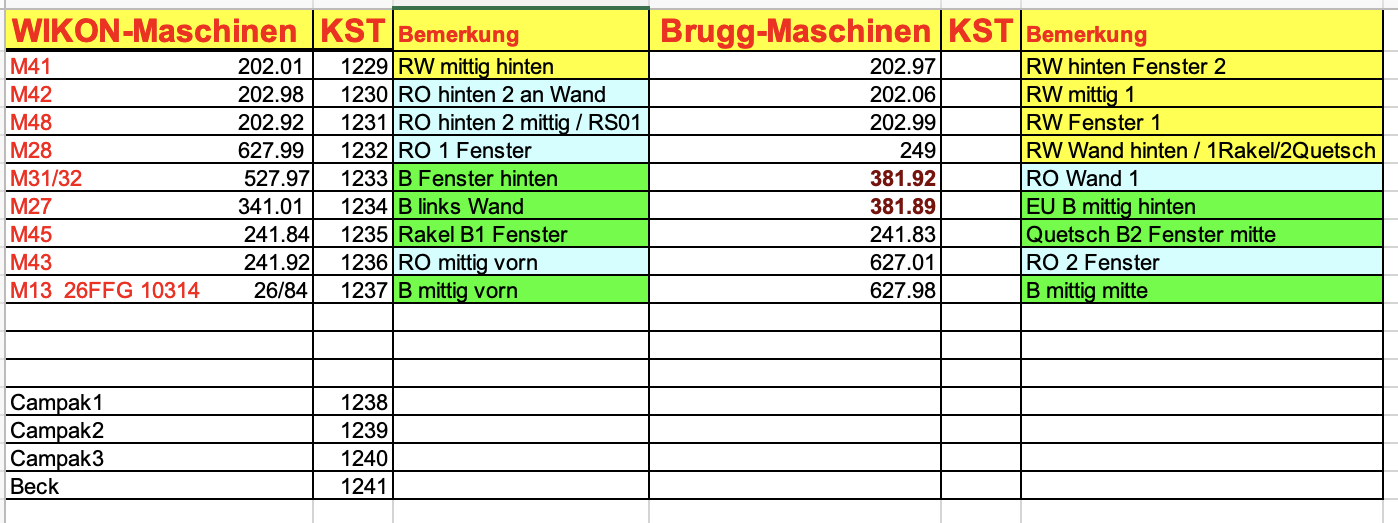 WIKON-Maschinen KST Bemerkung Brugg-Maschinen KST Bemerkung
M41 202.01 1229 RW mittig hinten 202.97 RW hinten Fenster 2
M42 202.98 1230 RO hinten 2 an Wand 202.06 RW mittig 1
M48 202.92 1231 RO hinten 2 mittig / RS01 202.99 RW Fenster 1
M28 627.99 1232 RO 1 Fenster 249 RW Wand hinten / 1Rakel/2Quetsch
M31/32 527.97 1233 B Fenster hinten 381.92 RO Wand 1
M27 341.01 1234 B links Wand 381.89 EU B mittig hinten
M45 241.84 1235 Rakel B1 Fenster 241.83 Quetsch B2 Fenster mitte
M43 241.92 1236 RO mittig vorn 627.01 RO 2 Fenster
M13 26FFG 10314 26/84 1237 B mittig vorn 627.98 B mittig mitte
Campak1 1238
Campak2 1239
Campak3 1240
Beck 1241